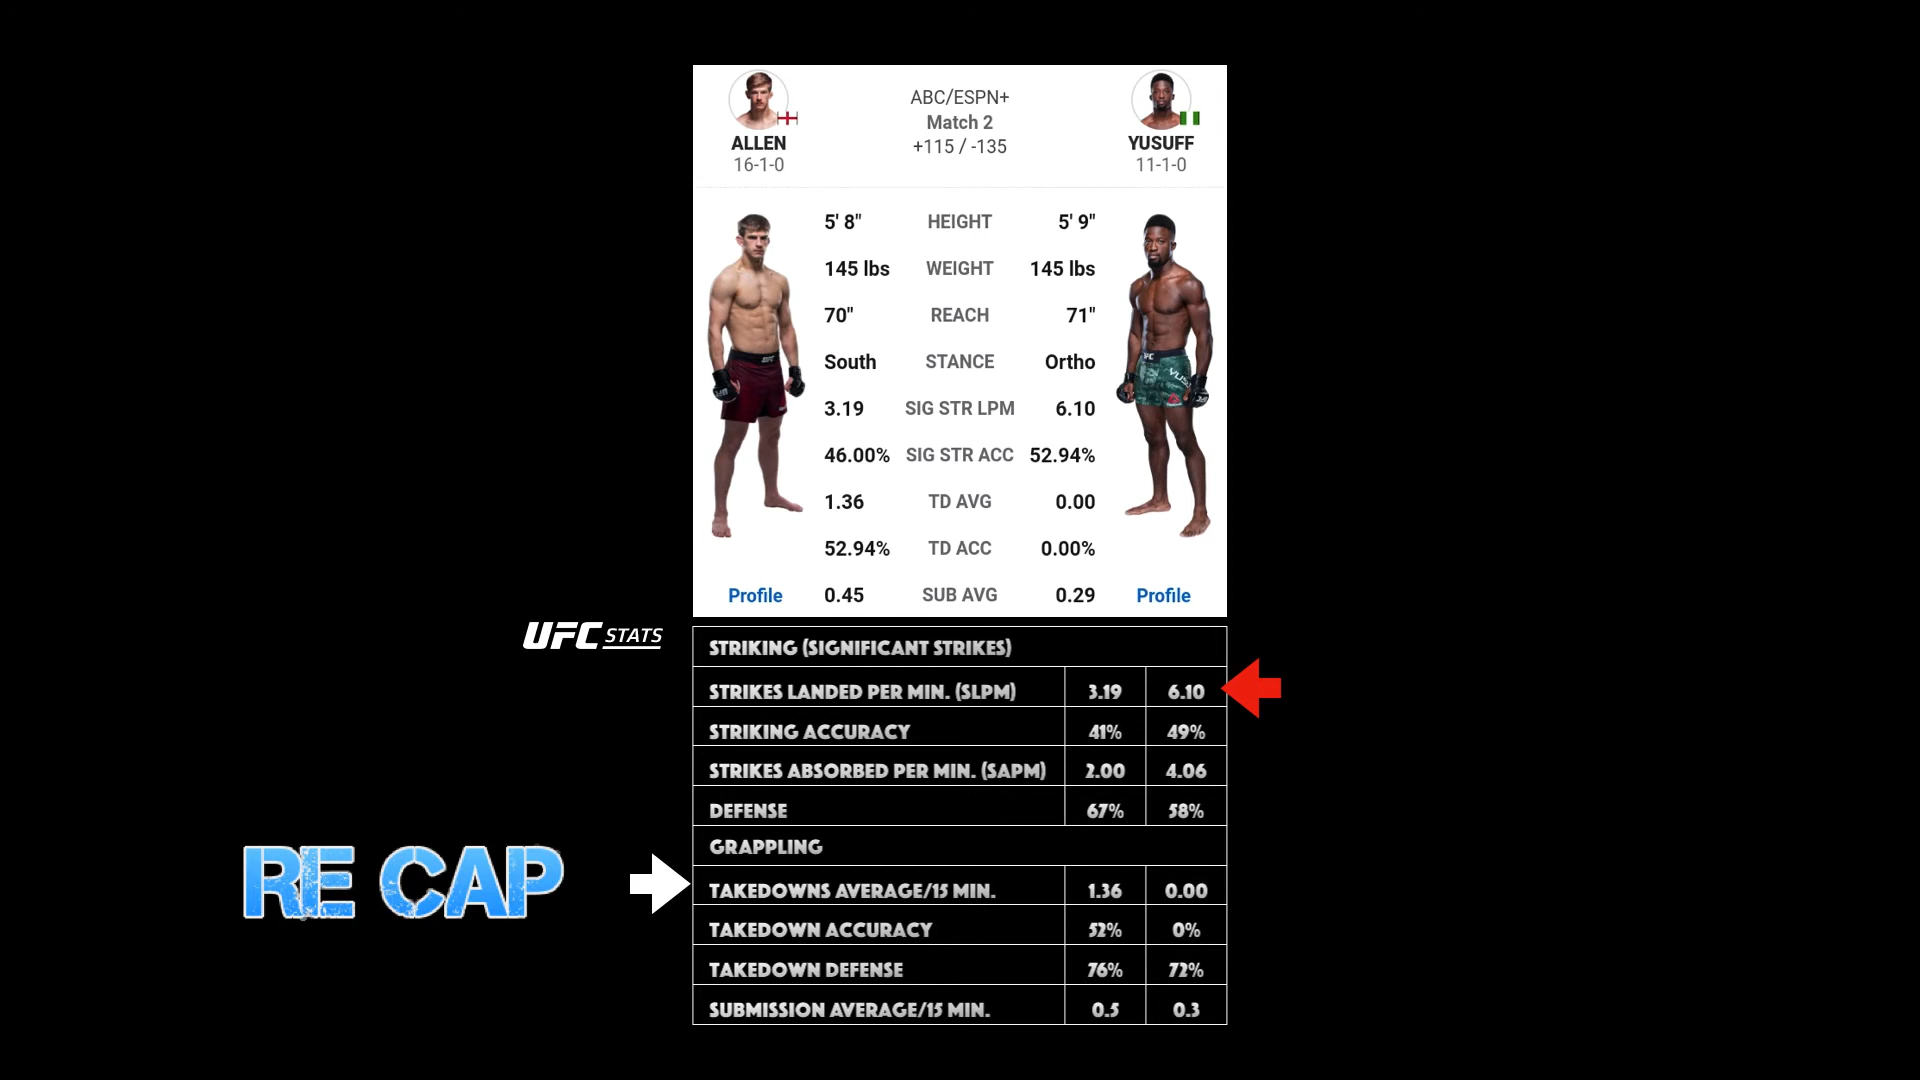 ABC/ESPN+
Match 2
+115 / -135
ALLEN
16-1-0
YUSUFF
11-1-0
5' 8" HEIGHT 5' 9"
145 lbs WEIGHT 145 lbs
70" REACH 71"
South STANCE Ortho
3.19 SIG STR LPM 6.10
46.00% SIG STR ACC 52.94%
1.36 TD AVG 0.00
52.94% TD ACC 0.00%
Profile 0.45 SUB AVG 0.29 Profile
UFC STATS
STRIKING (SIGNIFICANT STRIKES)
STRIKES LANDED PER MIN. (SLPM) 3.19 6.10
STRIKING ACCURACY 41% 49%
STRIKES ABSORBED PER MIN. (SAPM) 2.00 4.06
DEFENSE 67% 58%
GRAPPLING
RE CAP
TAKEDOWNS AVERAGE/15 MIN. 1.36 0.00
TAKEDOWN ACCURACY 52% 0%
TAKEDOWN DEFENSE 76% 72%
SUBMISSION AVERAGE/15 MIN. 0.5 0.3